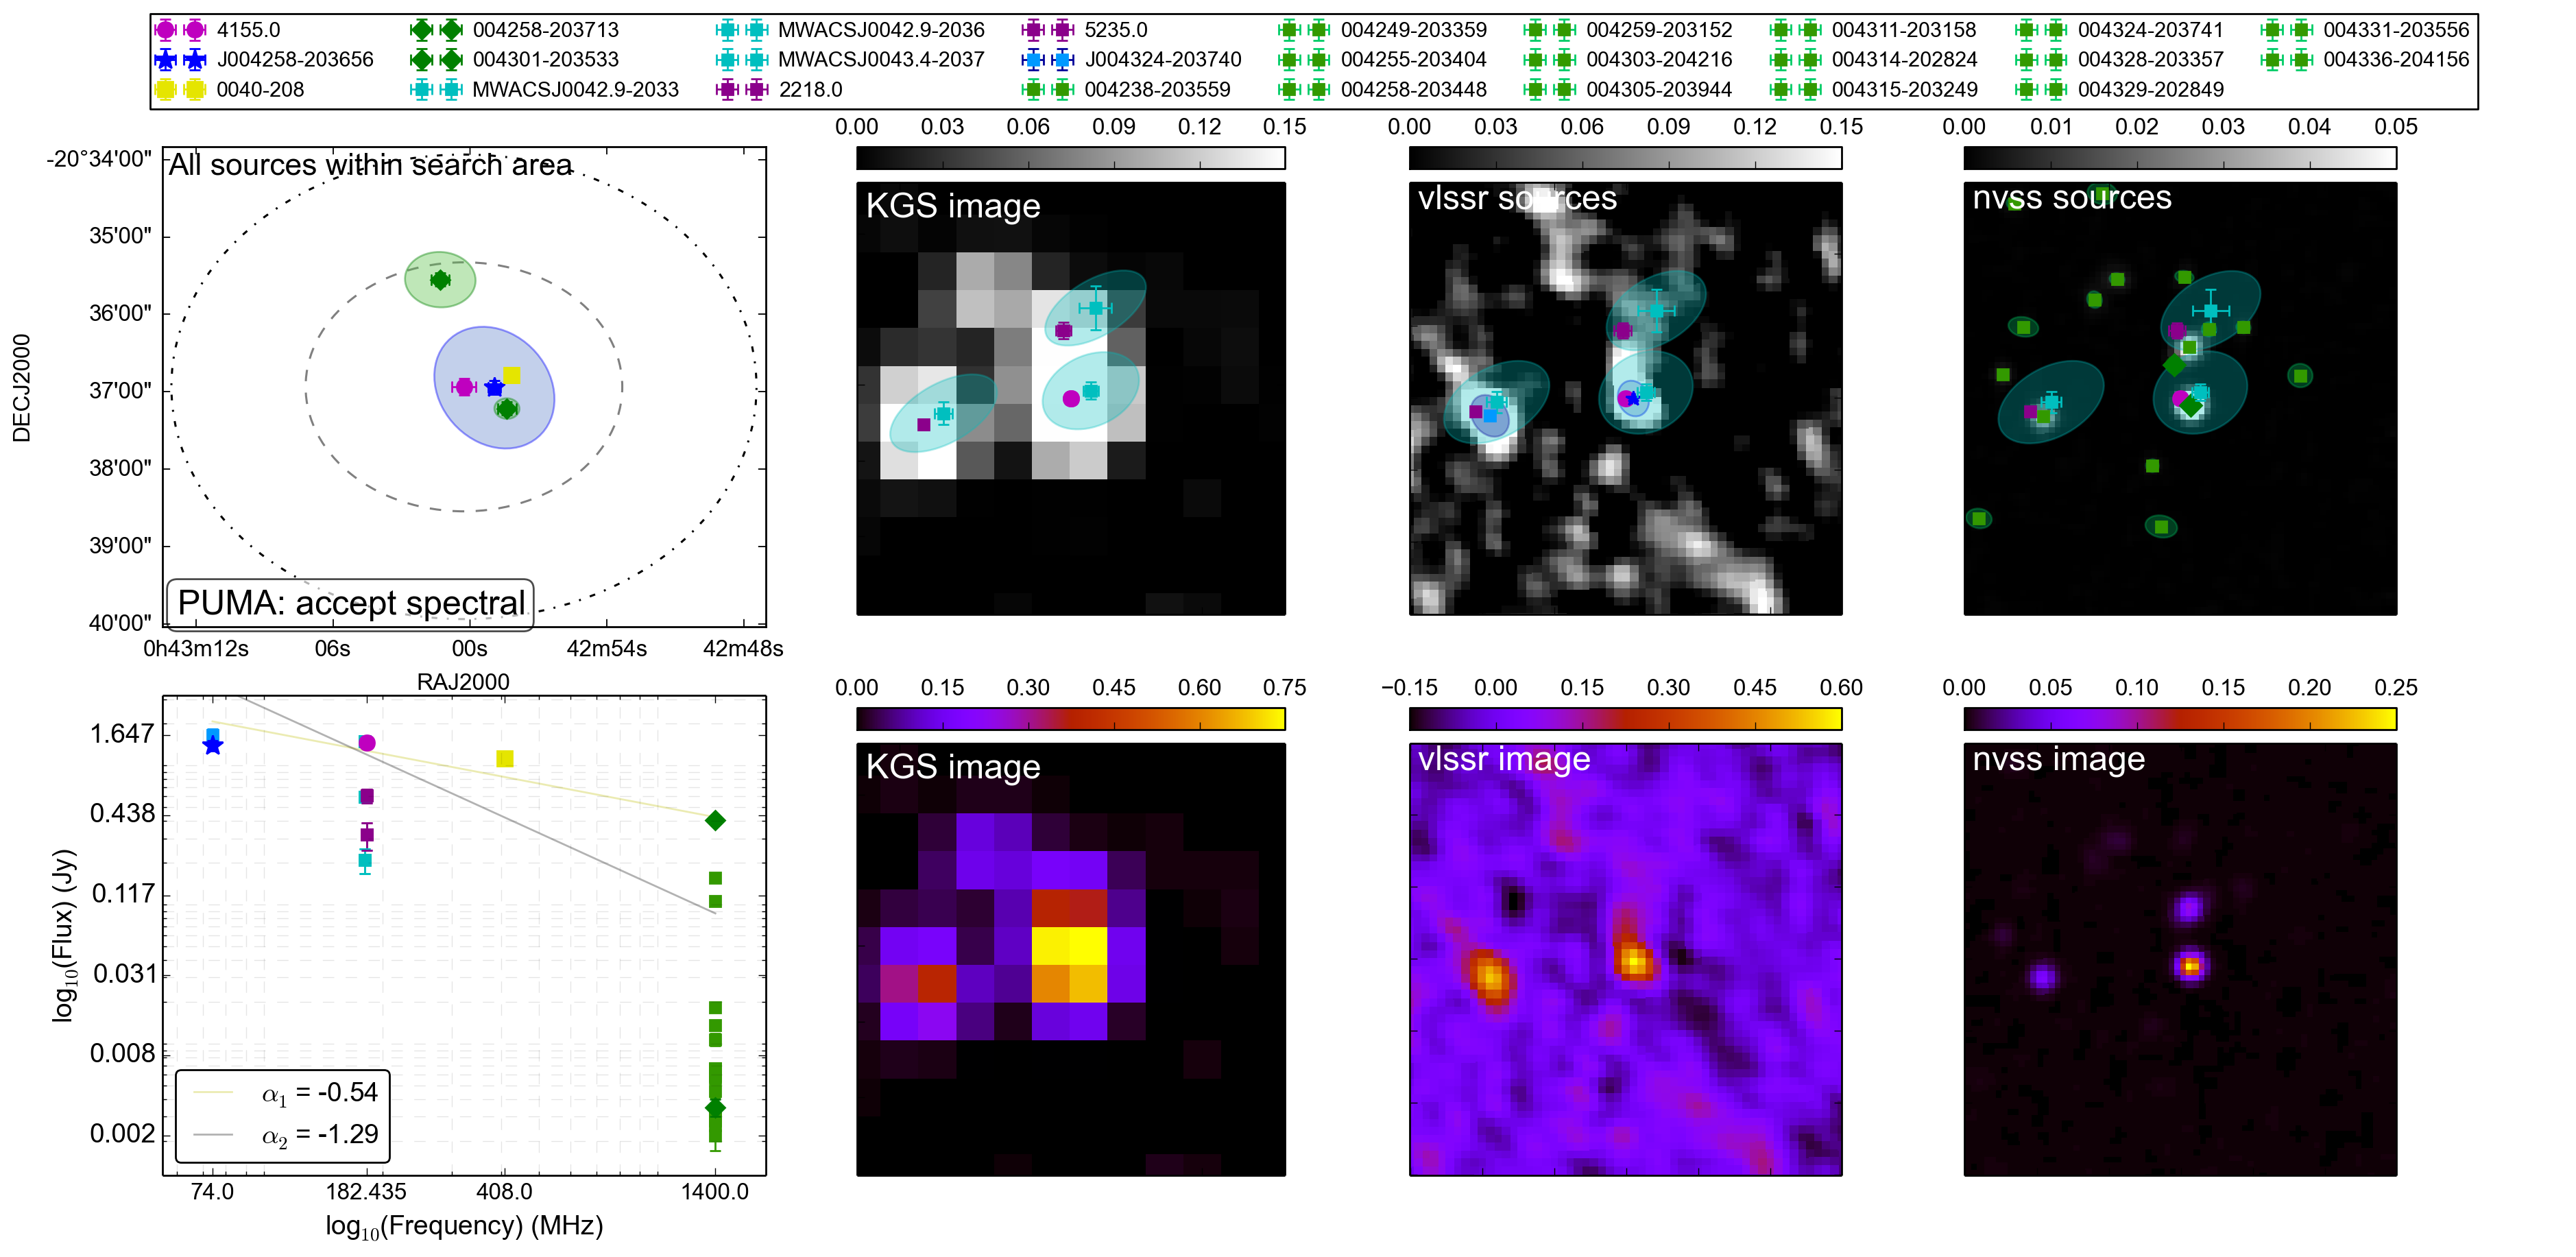 4155.0 004258-203713 MWACSJ0042.9-2036 5235.0 004249-203359 004259-203152 004311-203158 004324-203741 004331-203556
J004258-203656 004301-203533 MWACSJ0043.4-2037 J004324-203740 004255-203404 004303-204216 004314-202824 004328-203357 004336-204156
0040-208 MWACSJ0042.9-2033 2218.0 004238-203559 004258-203448 004305-203944 004315-203249 004329-202849
0.00 0.03 0.06 0.09 0.12 0.15
0.00 0.03 0.06 0.09 0.12 0.15
0.00 0.01 0.02 0.03 0.04 0.05
All sources within search area
-20°34'00"
35'00"
36'00"
37'00"
38'00"
39'00"
40'00"
DECJ2000
PUMA: accept spectral
0h43m12s 06s 00s 42m54s 42m48s
RAJ2000
KGS image
vlssr sources
nvss sources
0.00 0.15 0.30 0.45 0.60 0.75
−0.15 0.00 0.15 0.30 0.45 0.60
0.00 0.05 0.10 0.15 0.20 0.25
1.647
0.438
0.117
0.031
0.008
0.002
log10(Flux) (Jy)
α1 = -0.54
α2 = -1.29
74.0 182.435 408.0 1400.0
log10(Frequency) (MHz)
KGS image
vlssr image
nvss image